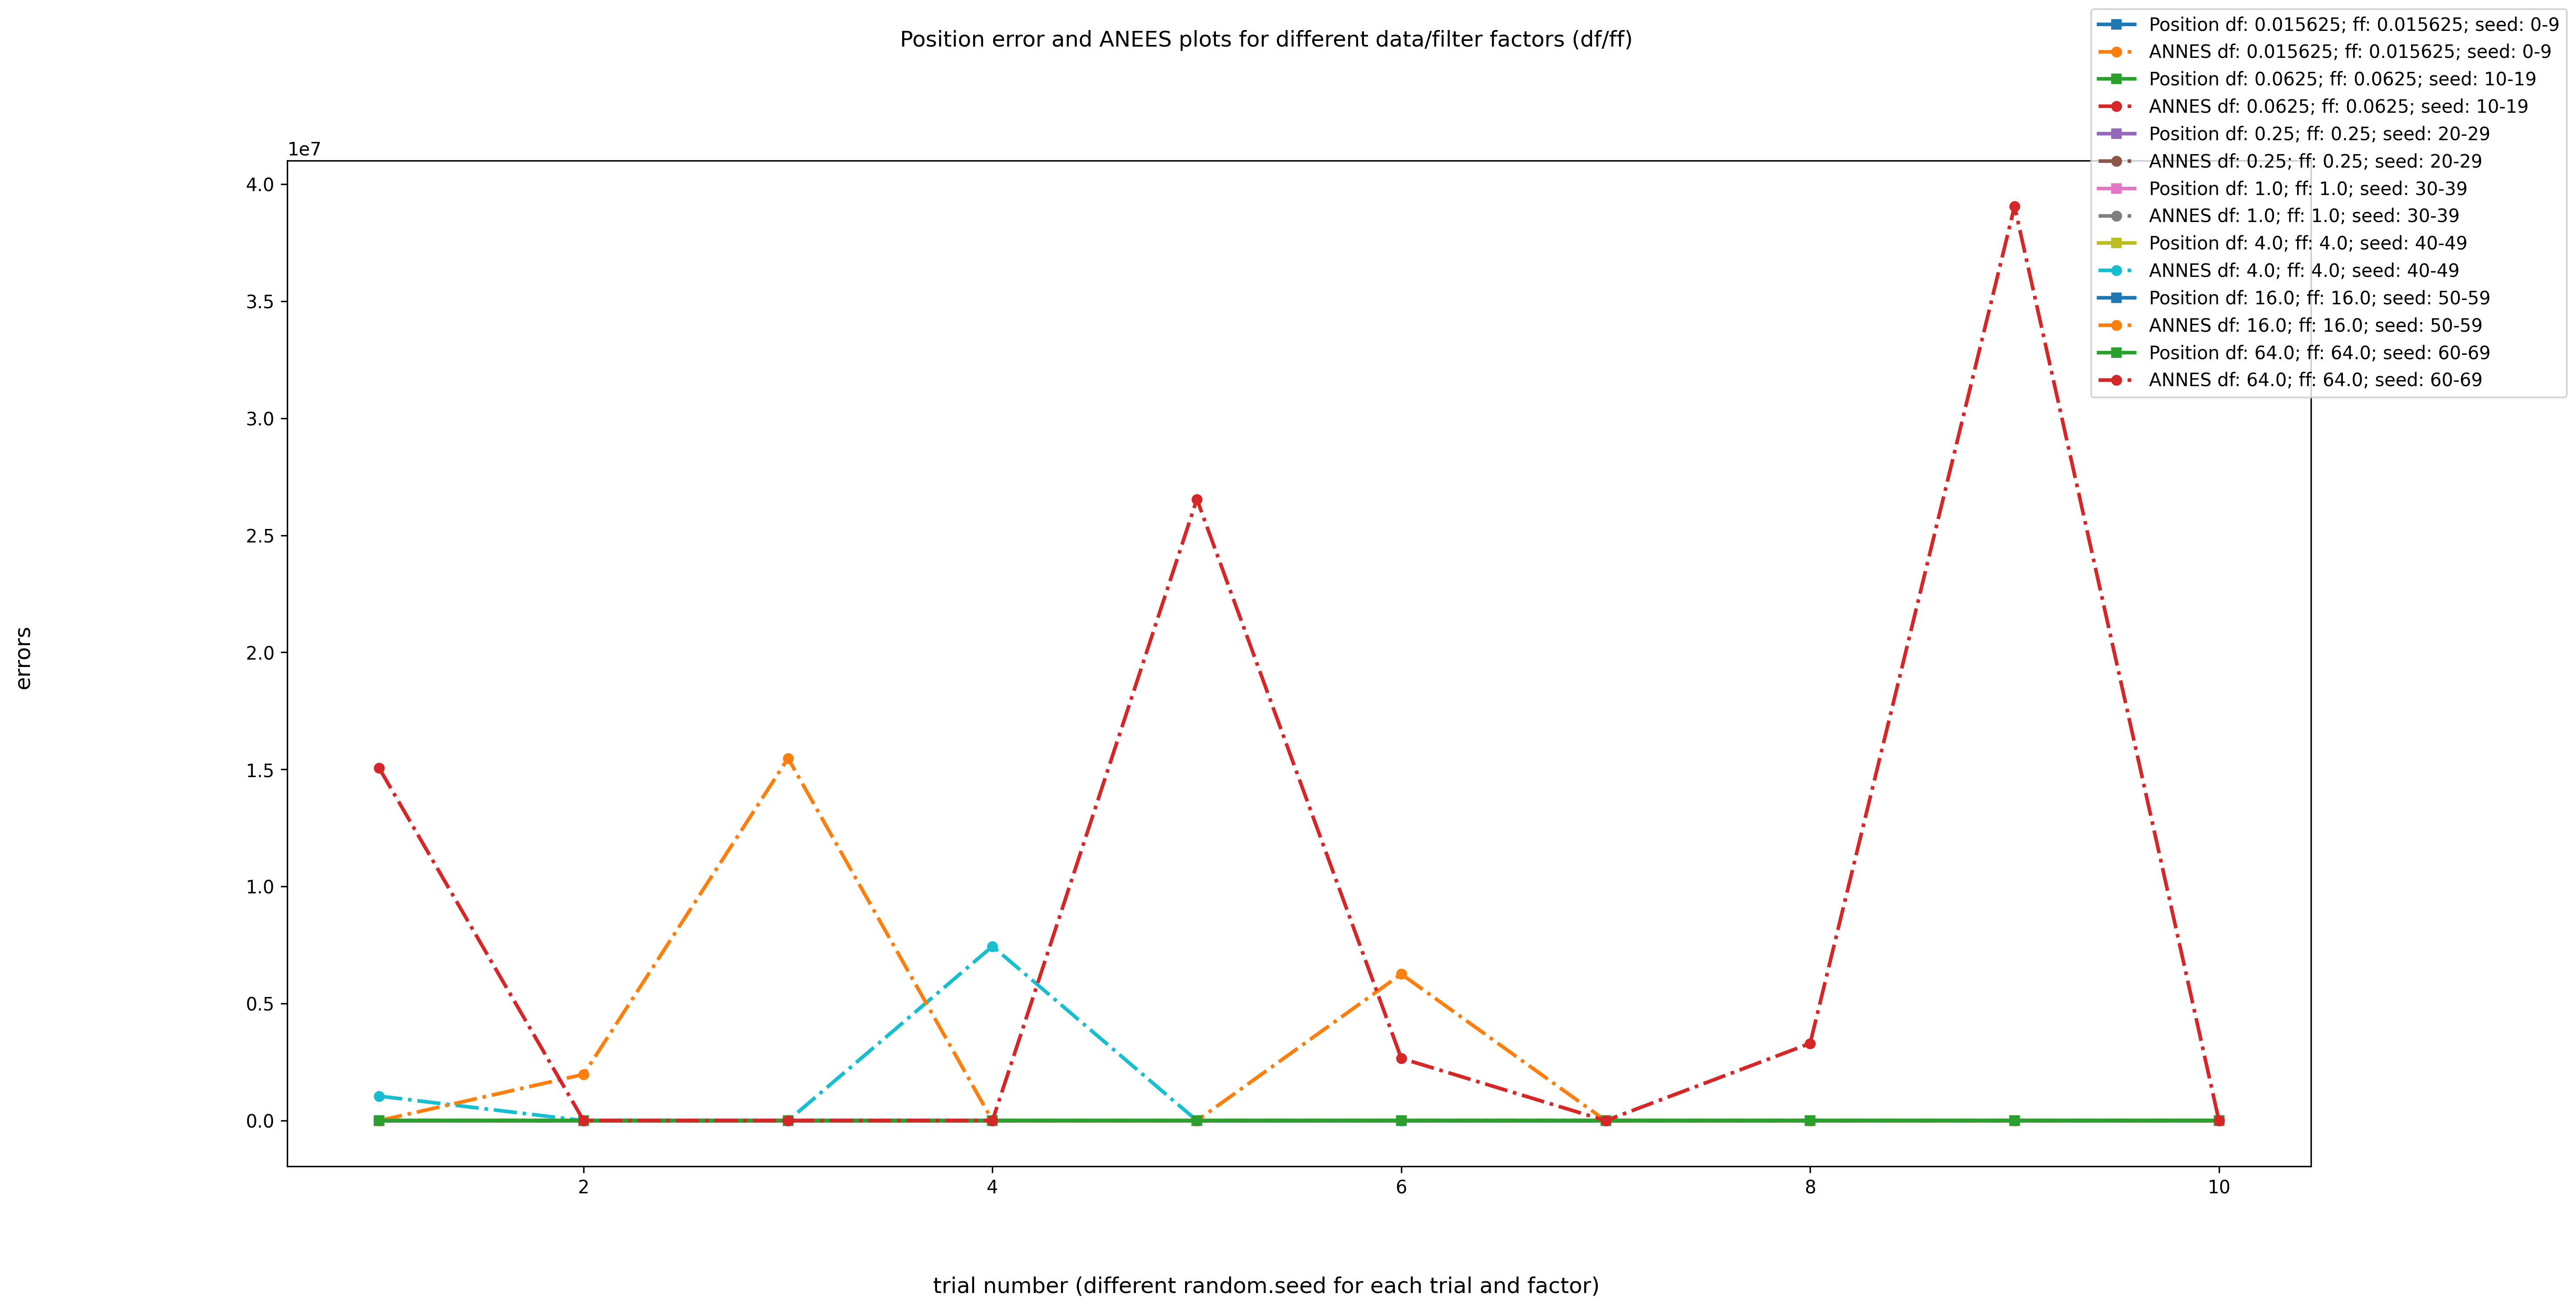 Position error and ANEES plots for different data/filter factors (df/ff)
Position df: 0.015625; ff: 0.015625; seed: 0-9
ANNES df: 0.015625; ff: 0.015625; seed: 0-9
Position df: 0.0625; ff: 0.0625; seed: 10-19
ANNES df: 0.0625; ff: 0.0625; seed: 10-19
Position df: 0.25; ff: 0.25; seed: 20-29
ANNES df: 0.25; ff: 0.25; seed: 20-29
Position df: 1.0; ff: 1.0; seed: 30-39
ANNES df: 1.0; ff: 1.0; seed: 30-39
Position df: 4.0; ff: 4.0; seed: 40-49
ANNES df: 4.0; ff: 4.0; seed: 40-49
Position df: 16.0; ff: 16.0; seed: 50-59
ANNES df: 16.0; ff: 16.0; seed: 50-59
Position df: 64.0; ff: 64.0; seed: 60-69
ANNES df: 64.0; ff: 64.0; seed: 60-69
1e7
4.0
3.5
3.0
2.5
2.0
1.5
1.0
0.5
0.0
errors
2 4 6 8 10
trial number (different random.seed for each trial and factor)